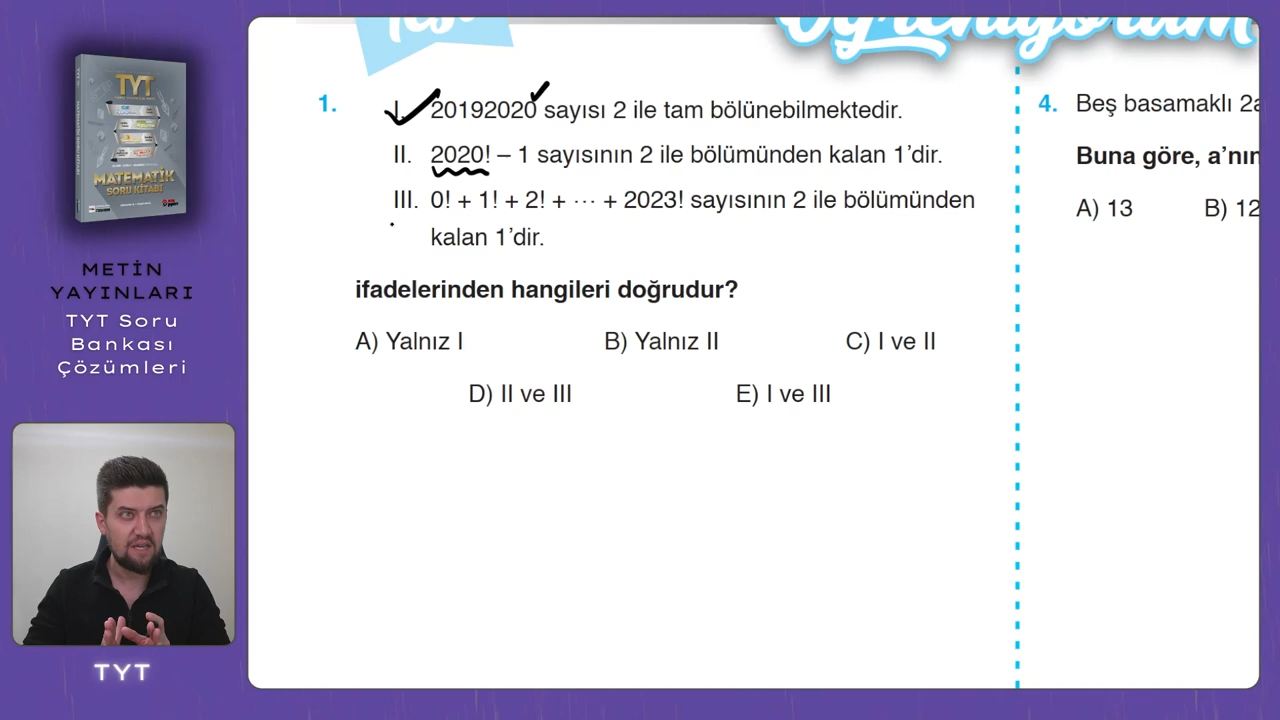 Test
öğreniyorum
TYT
MATEMATİK
SORU KİTABI
METİN
YAYINLARI
TYT Soru
Bankası
Çözümleri
TYT
1.
I. 20192020 sayısı 2 ile tam bölünebilmektedir.
II. 2020! – 1 sayısının 2 ile bölümünden kalan 1’dir.
III. 0! + 1! + 2! + ··· + 2023! sayısının 2 ile bölümünden
kalan 1’dir.
ifadelerinden hangileri doğrudur?
A) Yalnız I B) Yalnız II C) I ve II
D) II ve III E) I ve III
4. Beş basamaklı 2a
Buna göre, a’nın
A) 13 B) 12